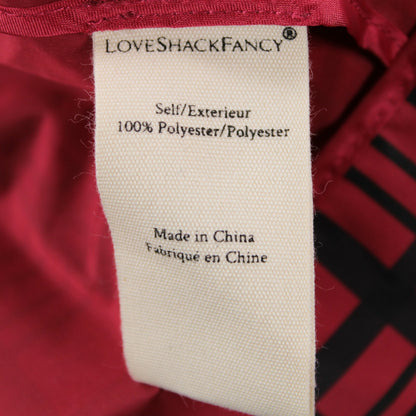 LOVESHACKFANCY®
Self/Exterieur
100% Polyester/Polyester
Made in China
Fabriqué en Chine